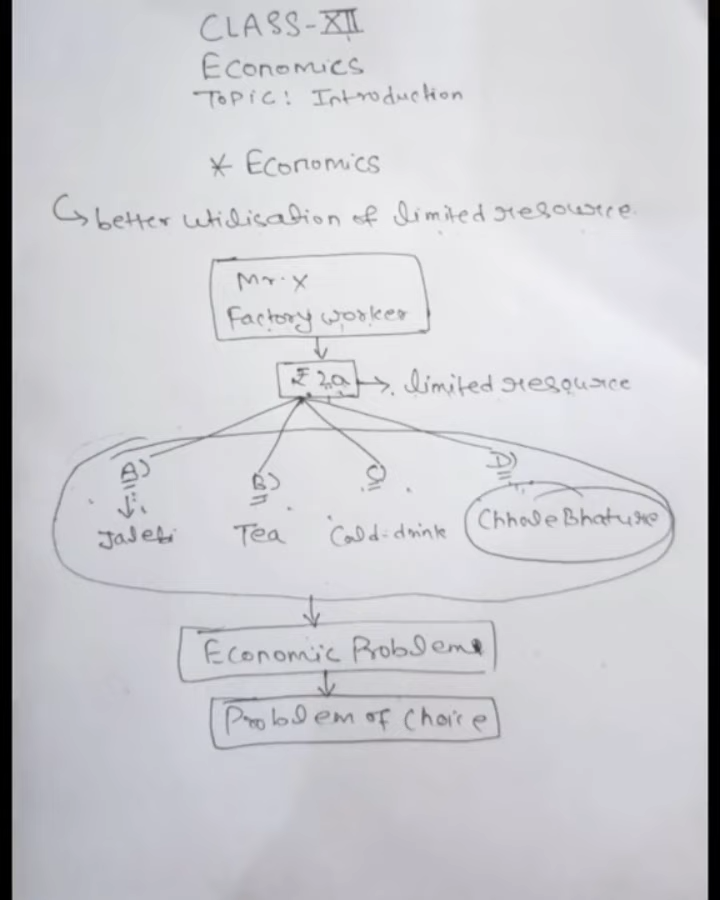 CLASS-XII
Economics
Topic: Introduction
* Economics
↳ better utilisation of limited resource.
Mr. X
Factory worker
₹ 20 → limited resource
A) B) C) D)
Jalebi Tea Cold-drink Chhole Bhature
Economic Problem
Problem of Choice